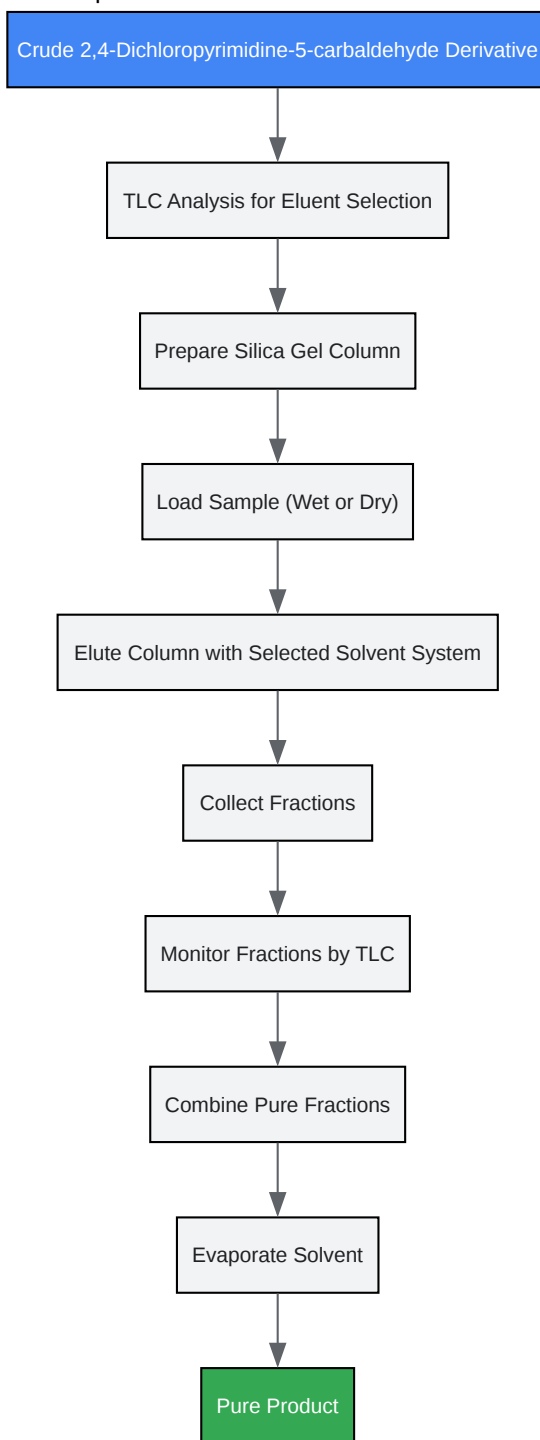 Crude 2,4-Dichloropyrimidine-5-carbaldehyde Derivative
TLC Analysis for Eluent Selection
Prepare Silica Gel Column
Load Sample (Wet or Dry)
Elute Column with Selected Solvent System
Collect Fractions
Monitor Fractions by TLC
Combine Pure Fractions
Evaporate Solvent
Pure Product